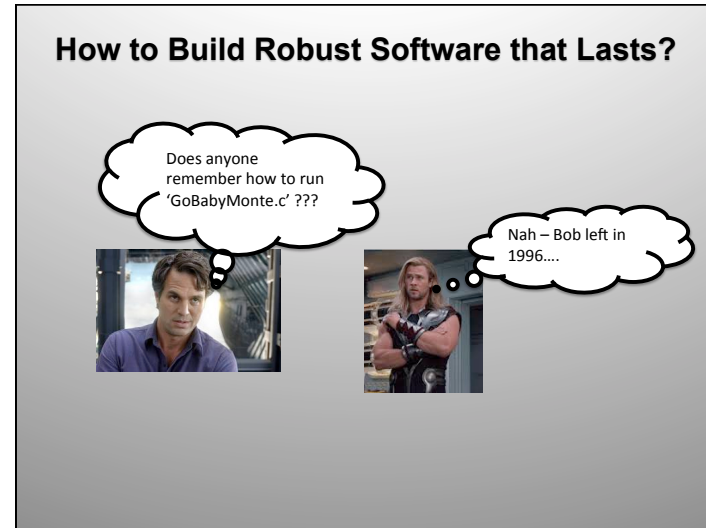 How to Build Robust Software that Lasts?
Does anyone
remember how to run
‘GoBabyMonte.c’ ???
Nah – Bob left in
1996….